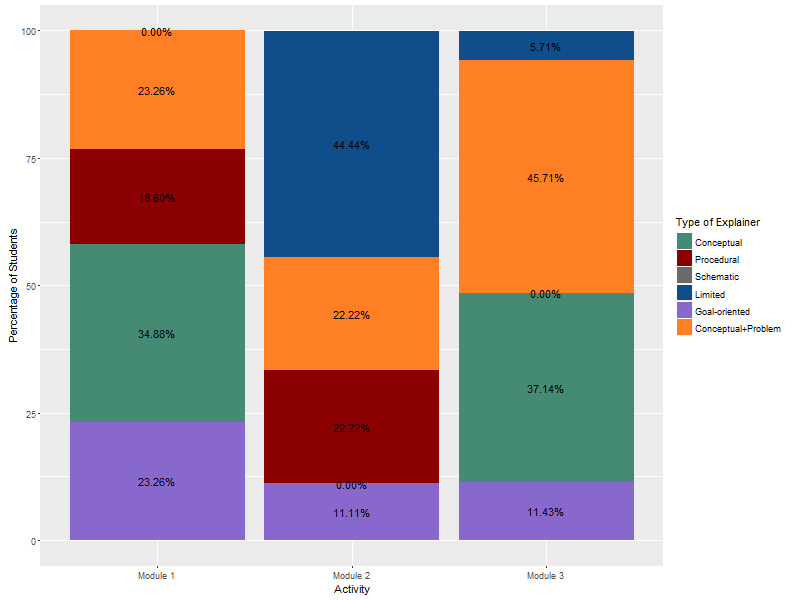 100
75
50
25
0
Percentage of Students
0.00%
23.26%
18.60%
34.88%
23.26%
44.44%
22.22%
22.22%
0.00%
11.11%
5.71%
45.71%
0.00%
37.14%
11.43%
Module 1
Module 2
Module 3
Activity
Type of Explainer
Conceptual
Procedural
Schematic
Limited
Goal-oriented
Conceptual+Problem